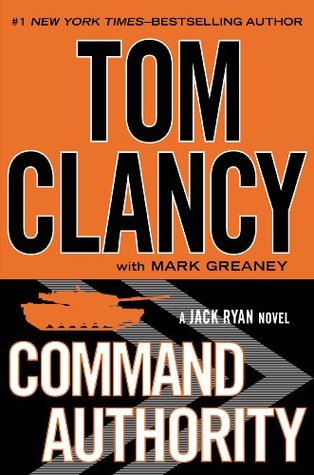 #1 NEW YORK TIMES–BESTSELLING AUTHOR
TOM
CLANCY
with MARK GREANEY
A JACK RYAN NOVEL
COMMAND
AUTHORITY